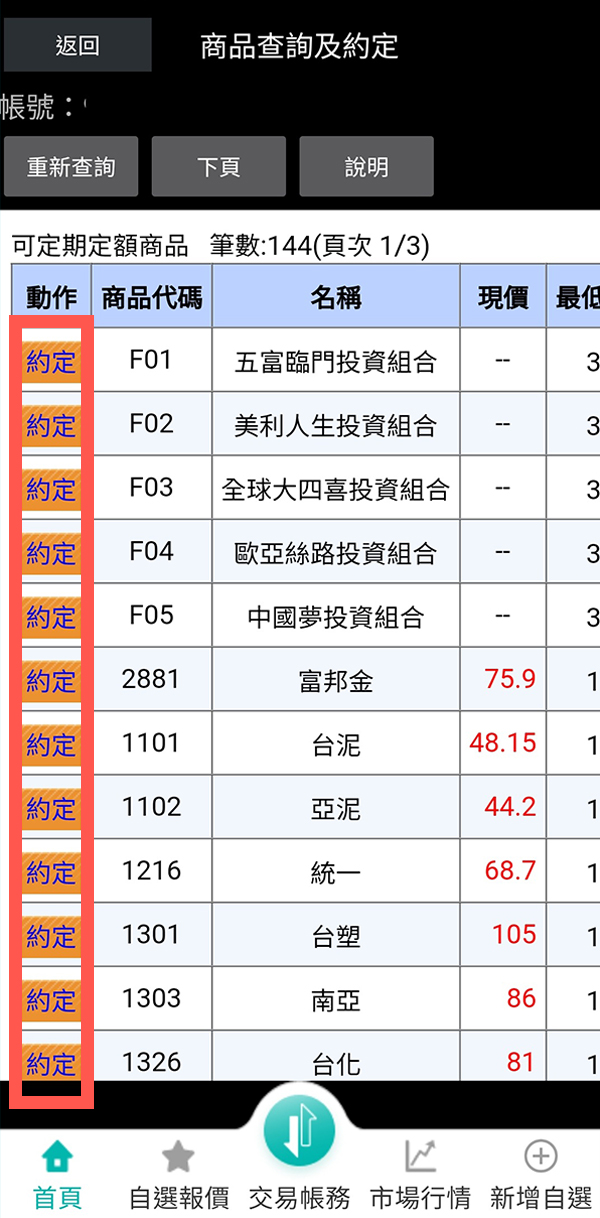 返回 商品查詢及約定
帳號：
重新查詢 下頁 說明
可定期定額商品 筆數:144(頁次 1/3)
動作 商品代碼 名稱 現價 最低
約定 F01 五富臨門投資組合 -- 3
約定 F02 美利人生投資組合 -- 3
約定 F03 全球大四喜投資組合 -- 3
約定 F04 歐亞絲路投資組合 -- 3
約定 F05 中國夢投資組合 -- 3
約定 2881 富邦金 75.9 1
約定 1101 台泥 48.15 1
約定 1102 亞泥 44.2 1
約定 1216 統一 68.7 1
約定 1301 台塑 105 1
約定 1303 南亞 86 1
約定 1326 台化 81 1
首頁 自選報價 交易帳務 市場行情 新增自選